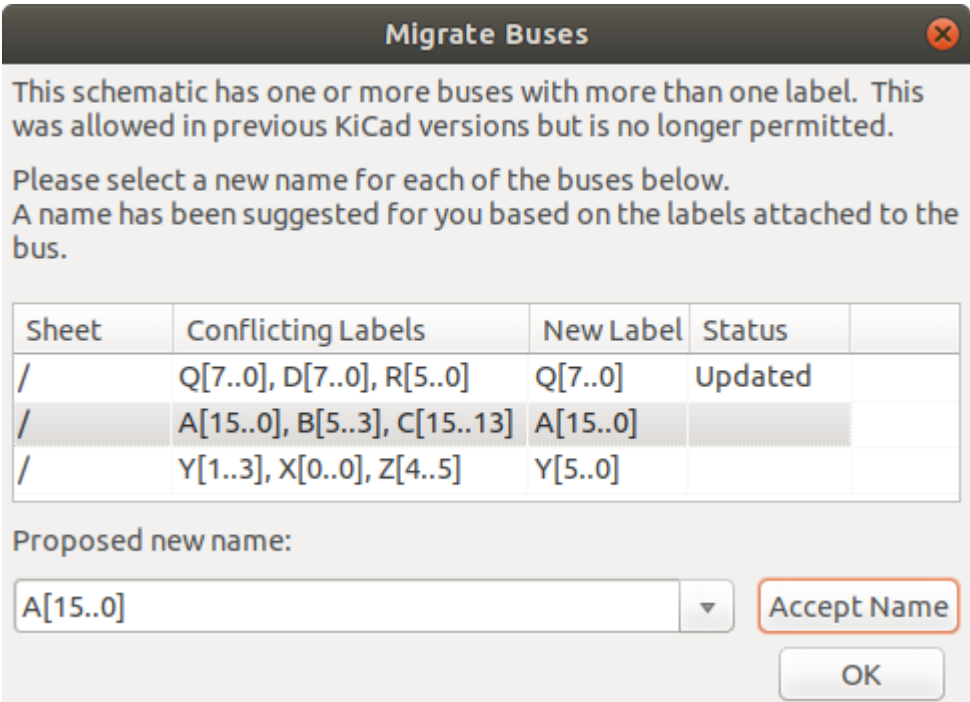 Migrate Buses
This schematic has one or more buses with more than one label.  This
was allowed in previous KiCad versions but is no longer permitted.
Please select a new name for each of the buses below.
A name has been suggested for you based on the labels attached to the
bus.
Sheet Conflicting Labels New Label Status
/ Q[7..0], D[7..0], R[5..0] Q[7..0] Updated
/ A[15..0], B[5..3], C[15..13] A[15..0]
/ Y[1..3], X[0..0], Z[4..5] Y[5..0]
Proposed new name:
A[15..0] Accept Name
OK